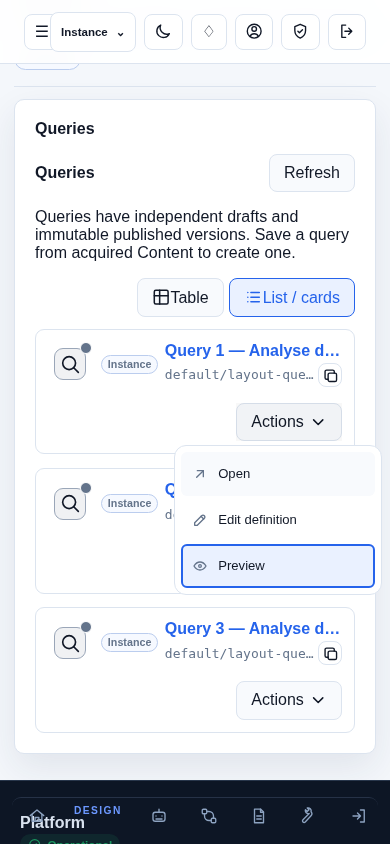 Instance
Queries
Queries
Refresh
Queries have independent drafts and
immutable published versions. Save a query
from acquired Content to create one.
Table
List / cards
Query 1 — Analyse d…
Instance
default/layout-que…
Actions
Open
Edit definition
Preview
Query 3 — Analyse d…
Instance
default/layout-que…
Actions
DESIGN
Platform
Operational